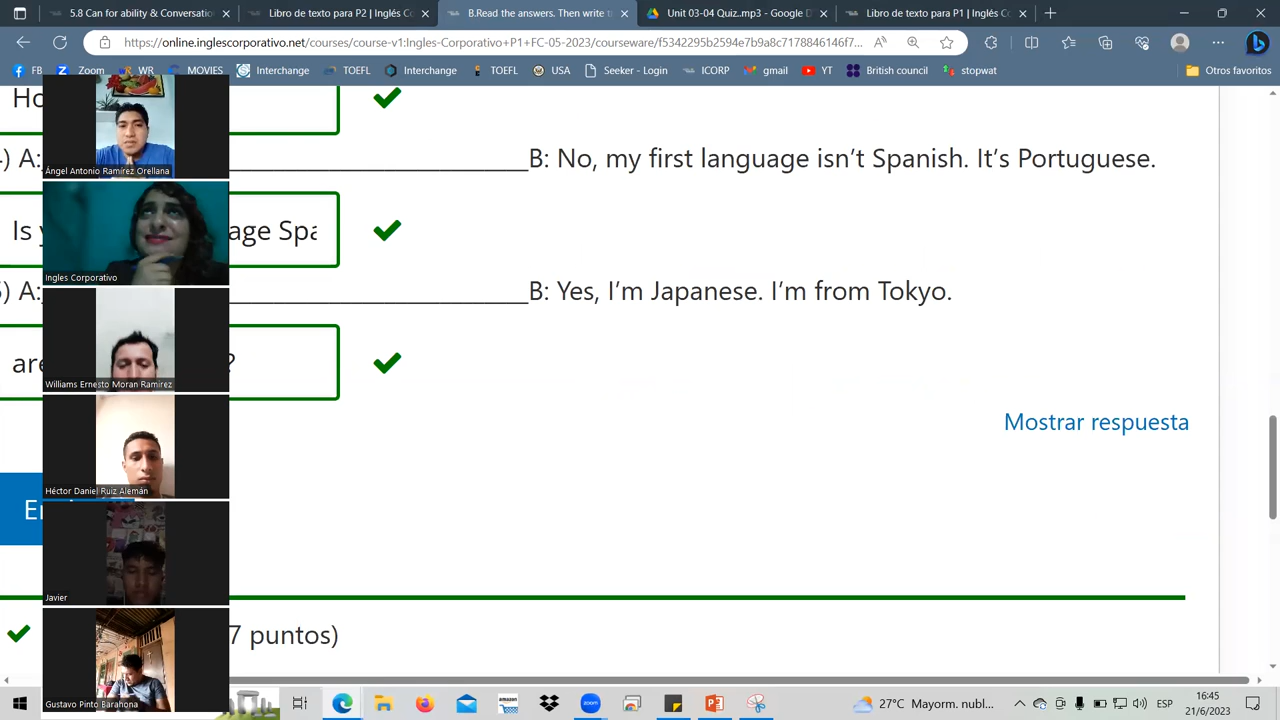 5.8 Can for ability & Conversation
Libro de texto para P2 | Inglés Co
B.Read the answers. Then write t
Unit 03-04 Quiz..mp3 - Google D
Libro de texto para P1 | Inglés Co
https://online.inglescorporativo.net/courses/course-v1:Ingles-Corporativo+P1+FC-05-2023/courseware/f5342295b2594e7b9a8c7178846146f7...
FB
Zoom
WR
MOVIES
Interchange
TOEFL
Interchange
TOEFL
USA
Seeker - Login
ICORP
gmail
YT
British council
stopwat
Otros favoritos
Ho
) A: B: No, my first language isn't Spanish. It's Portuguese.
Ángel Antonio Ramírez Orellana
Is y age Spa
Ingles Corporativo
) A: B: Yes, I'm Japanese. I'm from Tokyo.
are ?
Williams Ernesto Moran Ramirez
Mostrar respuesta
Héctor Daniel Ruiz Alemán
En
Javier
7 puntos)
Gustavo Pinto Barahona
27°C Mayorm. nubl...
ESP
16:45
21/6/2023